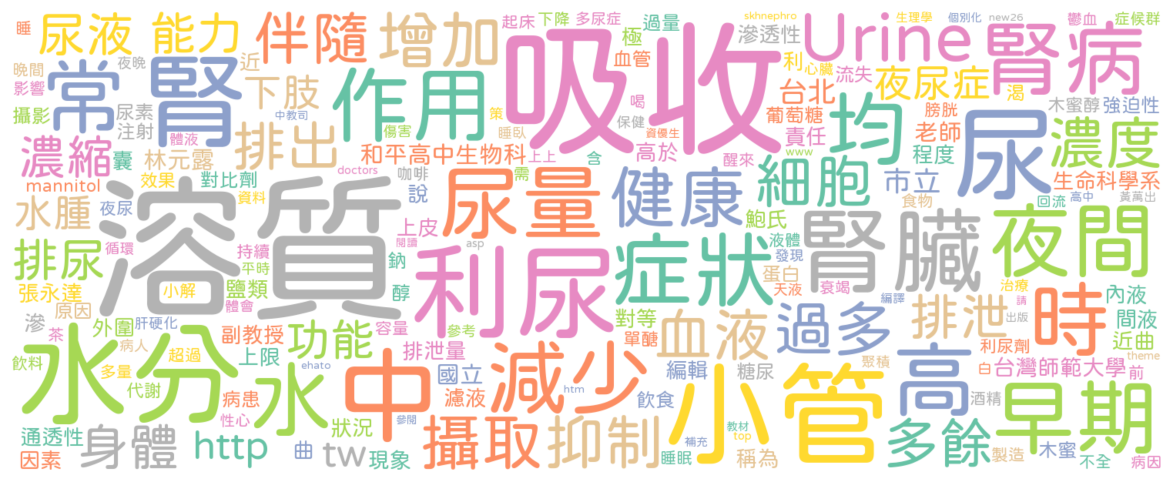 睡 尿液 能力 伴隨 增加 起床 下降 多尿症 過量 skhnephro 生理學 個別化 new26 鬱血 症候群
晚間 夜晚 常 腎 近 下肢 作用 吸收 極 血管 滲透性 利 心臟 Urine 流失 腎病
影響 攝影 尿素 中教司 傷害 策 喝 台北 夜尿症 渴 木蜜醇 強迫性
濃縮 囊 注射 體液 排出 睡臥 保健 資優生 葡萄糖 責任 均 膀胱 老師 尿 濃度
林元露 和平高中生物科 上上 含 高於 醒來 www 程度
mannitol 效果 對比劑 doctors 咖啡 需 細胞 市立 生命科學系
水腫 夜尿 資料 溶質 說 尿量 健康 食物 回流 高中 黃萬出
排尿 循環 持續 閱讀 上皮 asp 鮑氏 液體 發現 腎臟 夜間
張永達 小解 平時 鹽類 鈉 利尿 症狀 蛋白 衰竭 治療 內液
滲 原因 體會 醇 天液 編譯 請 間液
茶 外圍 肝硬化 副教授 容量 參考 對等 血液 過多 排泄 出版 時 近曲
飲料 水分 病人 超過 上限 功能 排泄量 單醣 利尿劑
多量 代謝 水 ehato 中 國立 減少 編輯 糖尿 聚積 高 白 台灣師範大學 前 theme
病患 濾液 htm 飲食 小管 酒精 早期
通透性 身體 性心 狀況 參閱 攝取 抑制 教材 稱為 多餘 木蜜
因素 http 曲 tw 現象 補充 top 睡眠 製造 不全 病因